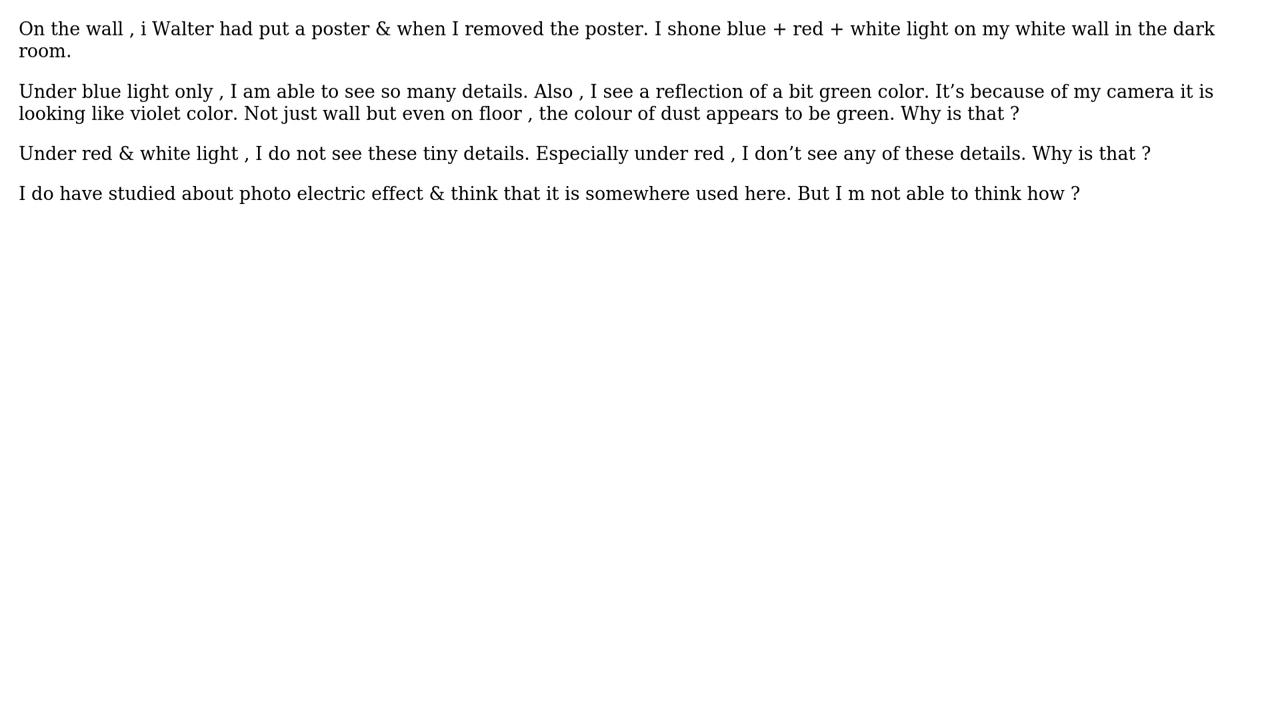 On the wall , i Walter had put a poster & when I removed the poster. I shone blue + red + white light on my white wall in the dark
room.
Under blue light only , I am able to see so many details. Also , I see a reflection of a bit green color. It’s because of my camera it is
looking like violet color. Not just wall but even on floor , the colour of dust appears to be green. Why is that ?
Under red & white light , I do not see these tiny details. Especially under red , I don’t see any of these details. Why is that ?
I do have studied about photo electric effect & think that it is somewhere used here. But I m not able to think how ?